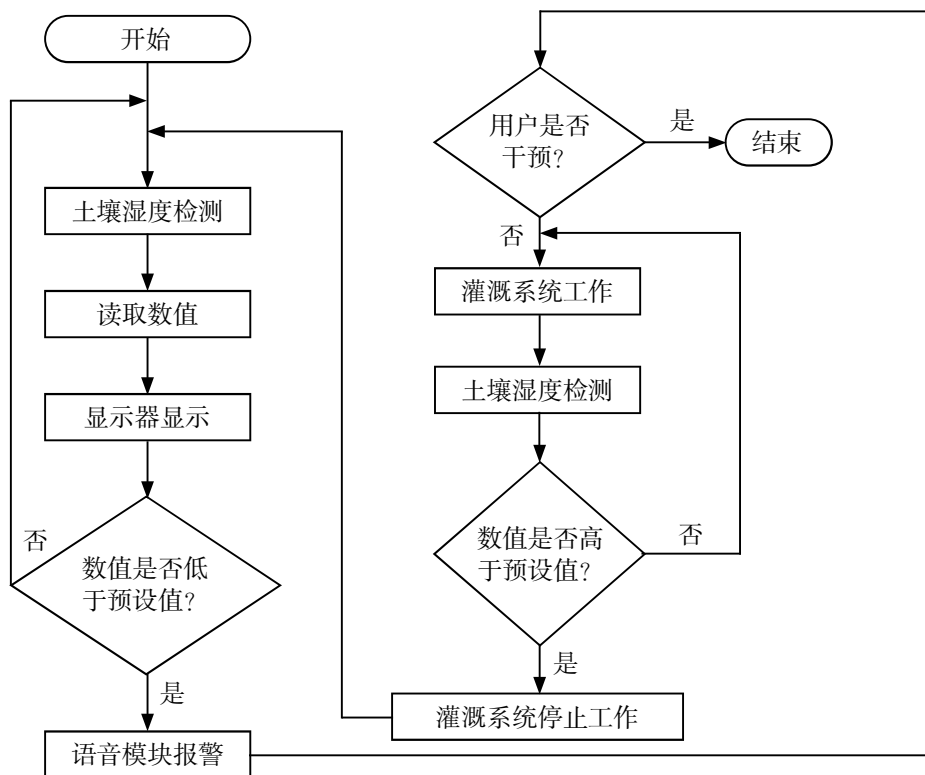 开始
土壤湿度检测
读取数值
显示器显示
否
数值是否低
于预设值?
是
语音模块报警
用户是否
干预?
是
结束
否
灌溉系统工作
土壤湿度检测
数值是否高
于预设值?
否
是
灌溉系统停止工作